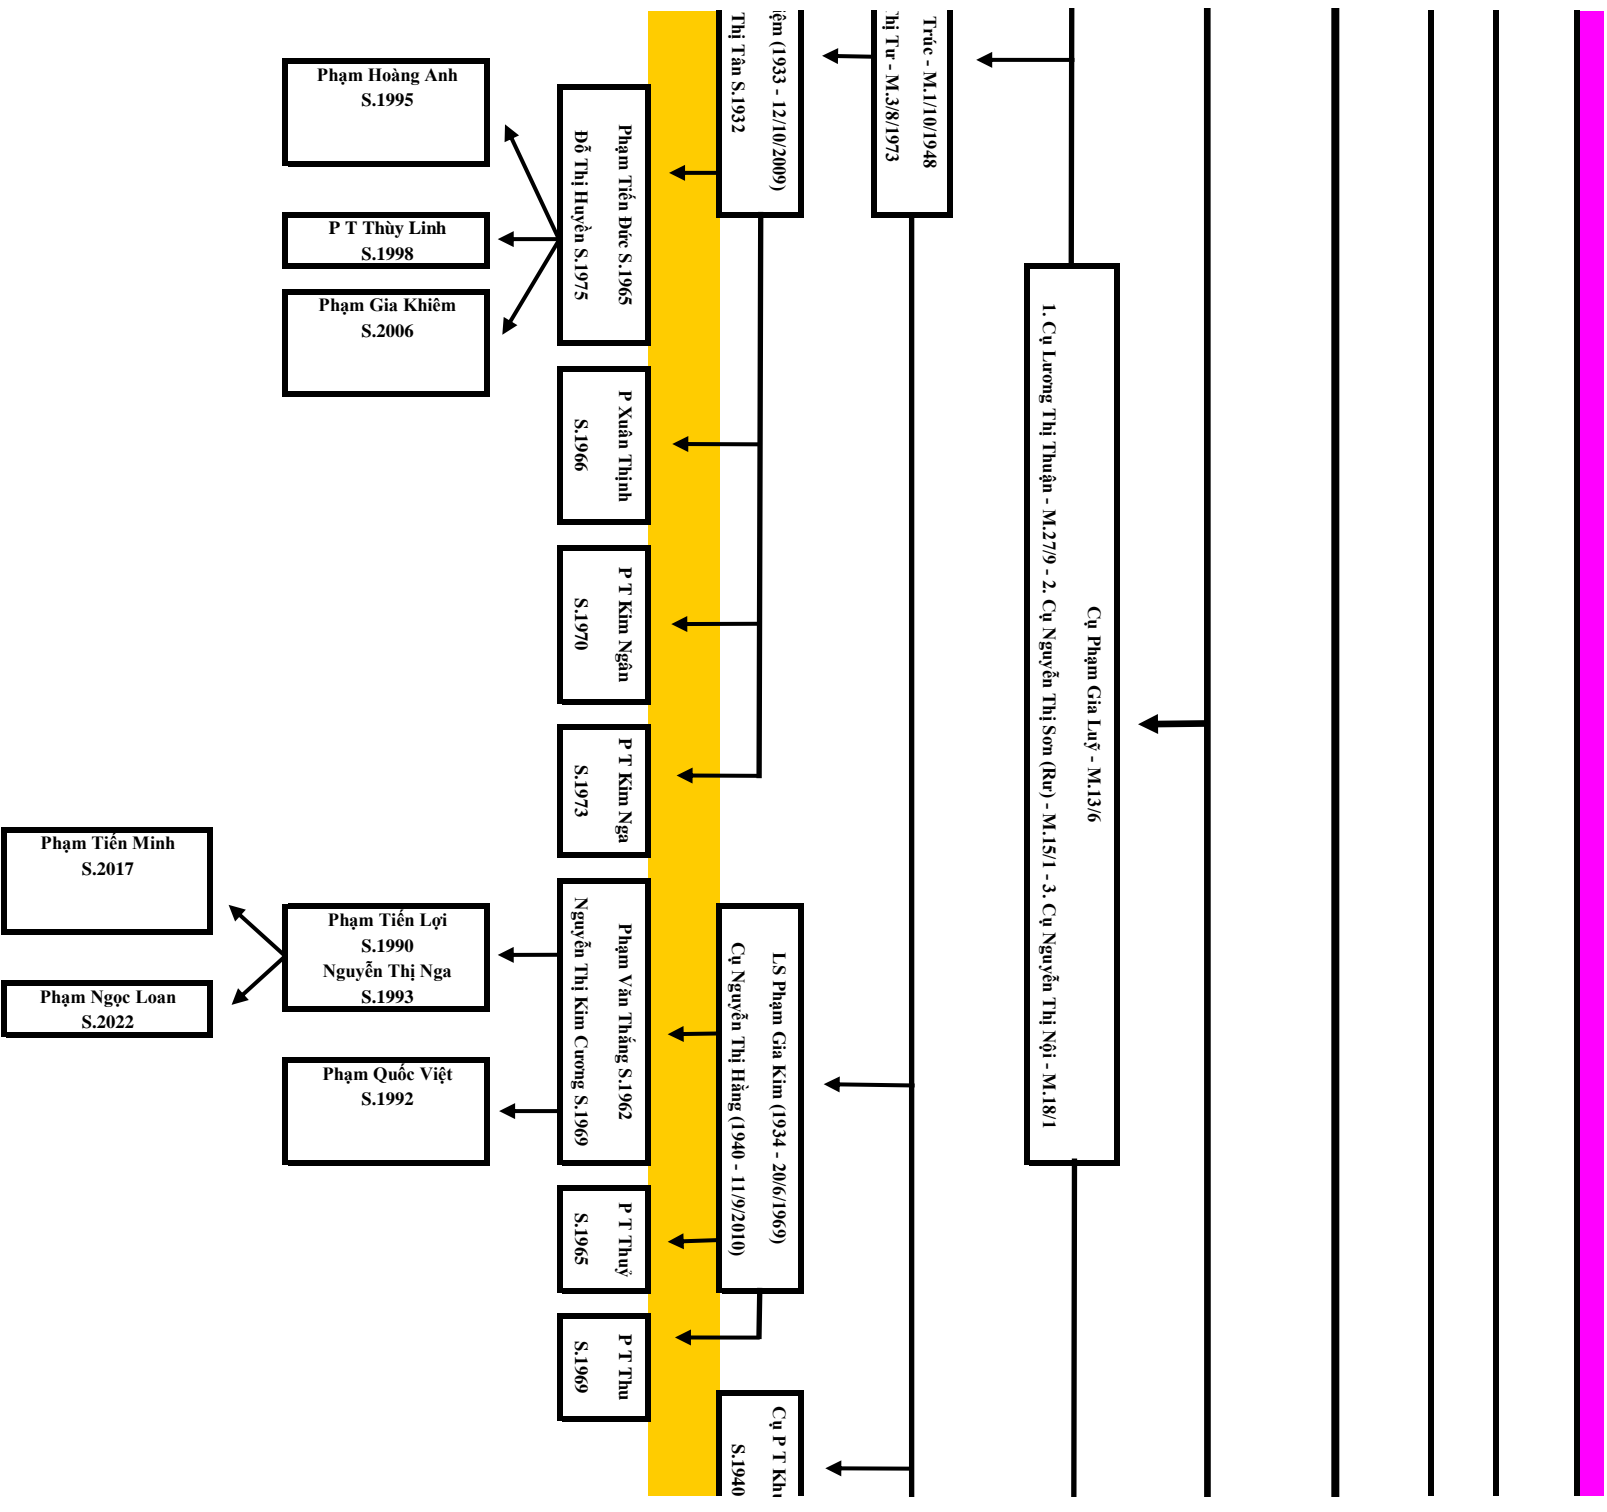 Phạm Hoàng Anh
S.1995
P T Thùy Linh
S.1998
Phạm Gia Khiêm
S.2006
Phạm Tiến Minh
S.2017
Phạm Ngọc Loan
S.2022
Phạm Tiến Lợi
S.1990
Nguyễn Thị Nga
S.1993
Phạm Quốc Việt
S.1992
Phạm Tiến Đức S.1965
Đỗ Thị Huyền S.1975
P Xuân Thịnh
S.1966
P T Kim Ngân
S.1970
P T Kim Nga
S.1973
Phạm Văn Thắng S.1962
Nguyễn Thị Kim Cương S.1969
P T Thuỷ
S.1965
P T Thu
S.1969
(1933 - 12/10/2009)
Thị Tân S.1932
LS Phạm Gia Kim (1934 - 20/6/1969)
Cụ Nguyễn Thị Hằng (1940 - 11/9/2010)
Cụ P T
S.1940
Trúc - M.1/10/1948
Tư - M.3/8/1973
Cụ Phạm Gia Luỹ - M.13/6
1. Cụ Lương Thị Thuận - M.27/9 - 2. Cụ Nguyễn Thị Sơn (Rư) - M.15/1 - 3. Cụ Nguyễn Thị Nội - M.18/1